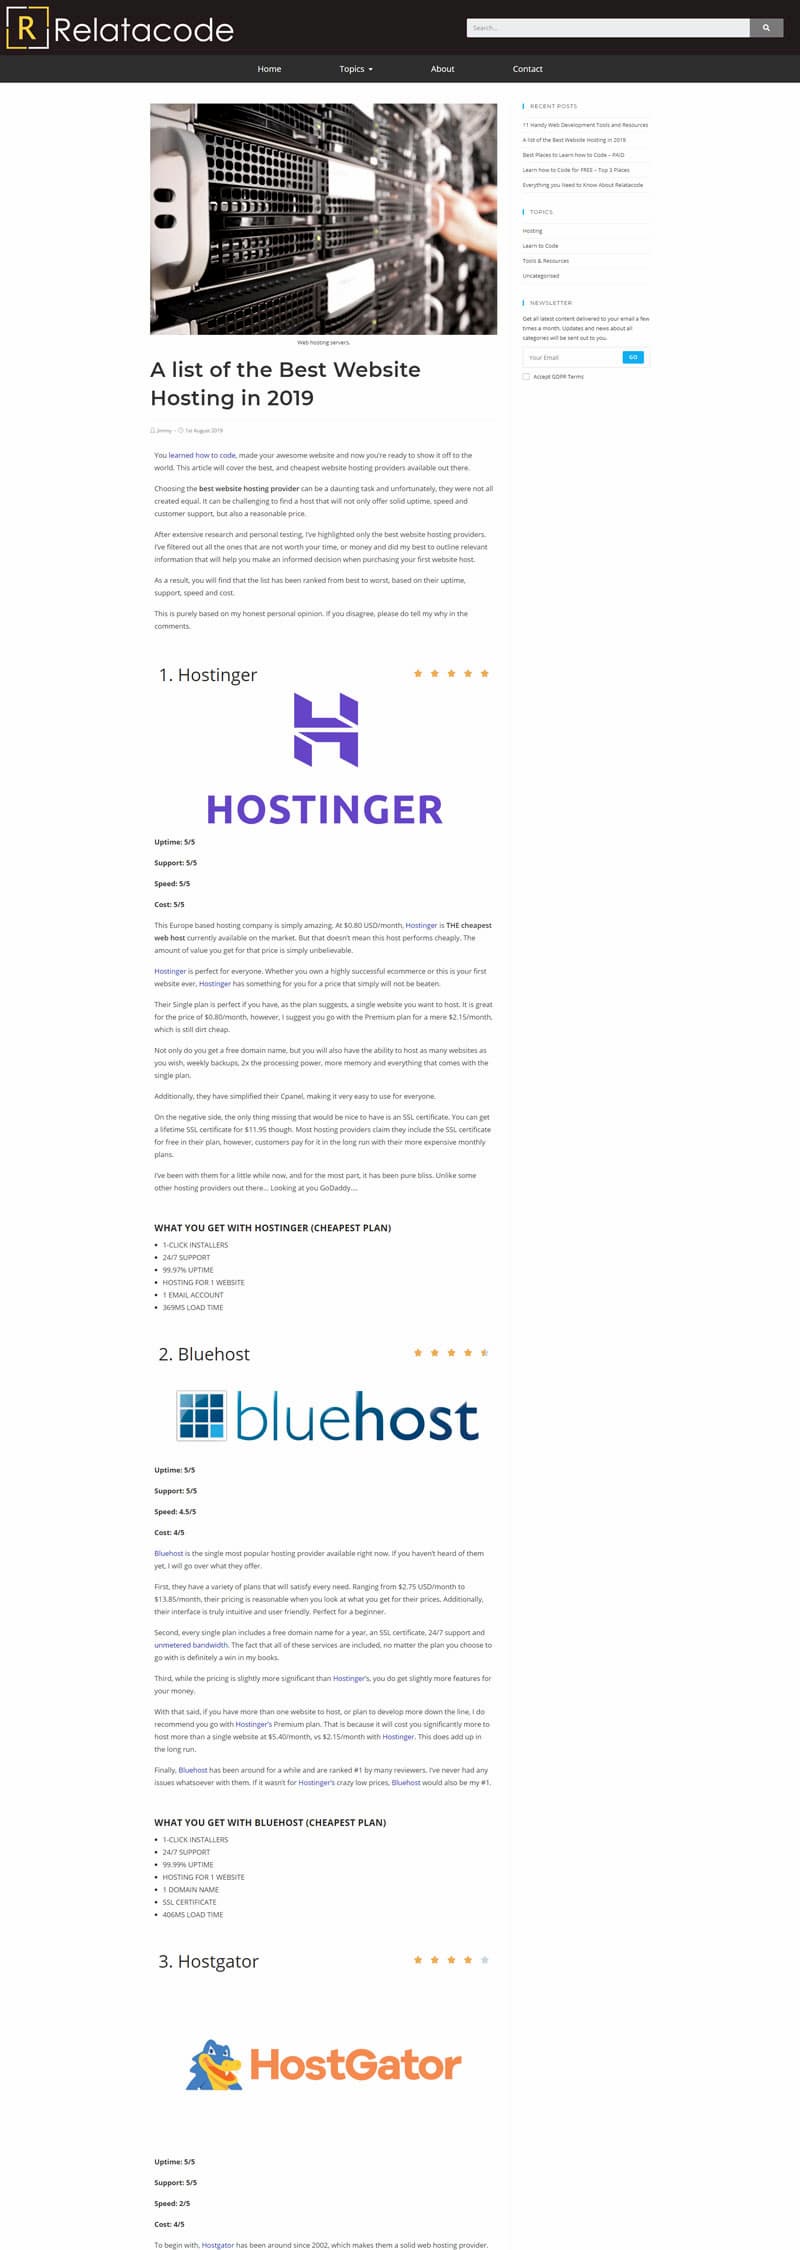 R Relatacode
Search...
Home
Topics
About
Contact
Web hosting servers.
A list of the Best Website
Hosting in 2019
Jimmy - 1st August 2019
You learned how to code, made your awesome website and now you're ready to show it off to the
world. This article will cover the best, and cheapest website hosting providers available out there.
Choosing the best website hosting provider can be a daunting task and unfortunately, they were not all
created equal. It can be challenging to find a host that will not only offer solid uptime, speed and
customer support, but also a reasonable price.
After extensive research and personal testing, I've highlighted only the best website hosting providers.
I've filtered out all the ones that are not worth your time, or money and did my best to outline relevant
information that will help you make an informed decision when purchasing your first website host.
As a result, you will find that the list has been ranked from best to worst, based on their uptime,
support, speed and cost.
This is purely based on my honest personal opinion. If you disagree, please do tell my why in the
comments.
1. Hostinger
HOSTINGER
Uptime: 5/5
Support: 5/5
Speed: 5/5
Cost: 5/5
This Europe based hosting company is simply amazing. At $0.80 USD/month, Hostinger is THE cheapest
web host currently available on the market. But that doesn't mean this host performs cheaply. The
amount of value you get for that price is simply unbelievable.
Hostinger is perfect for everyone. Whether you own a highly successful ecommerce or this is your first
website ever, Hostinger has something for you for a price that simply will not be beaten.
Their Single plan is perfect if you have, as the plan suggests, a single website you want to host. It is great
for the price of $0.80/month, however, I suggest you go with the Premium plan for a mere $2.15/month,
which is still dirt cheap.
Not only do you get a free domain name, but you will also have the ability to host as many websites as
you wish, weekly backups, 2x the processing power, more memory and everything that comes with the
single plan.
Additionally, they have simplified their Cpanel, making it very easy to use for everyone.
On the negative side, the only thing missing that would be nice to have is an SSL certificate. You can get
a lifetime SSL certificate for $11.95 though. Most hosting providers claim they include the SSL certificate
for free in their plan, however, customers pay for it in the long run with their more expensive monthly
plans.
I've been with them for a little while now, and for the most part, it has been pure bliss. Unlike some
other hosting providers out there... Looking at you GoDaddy....
WHAT YOU GET WITH HOSTINGER (CHEAPEST PLAN)
• 1-CLICK INSTALLERS
• 24/7 SUPPORT
• 99.97% UPTIME
• HOSTING FOR 1 WEBSITE
• 1 EMAIL ACCOUNT
• 369MS LOAD TIME
2. Bluehost
bluehost
Uptime: 5/5
Support: 5/5
Speed: 4.5/5
Cost: 4/5
Bluehost is the single most popular hosting provider available right now. If you haven't heard of them
yet, I will go over what they offer.
First, they have a variety of plans that will satisfy every need. Ranging from $2.75 USD/month to
$13.85/month, their pricing is reasonable when you look at what you get for their prices. Additionally,
their interface is truly intuitive and user friendly. Perfect for a beginner.
Second, every single plan includes a free domain name for a year, an SSL certificate, 24/7 support and
unmetered bandwidth. The fact that all of these services are included, no matter the plan you choose to
go with is definitely a win in my books.
Third, while the pricing is slightly more significant than Hostinger's, you do get slightly more features for
your money.
With that said, if you have more than one website to host, or plan to develop more down the line, I do
recommend you go with Hostinger's Premium plan. That is because it will cost you significantly more to
host more than a single website at $5.40/month, vs $2.15/month with Hostinger. This does add up in
the long run.
Finally, Bluehost has been around for a while and are ranked #1 by many reviewers. I've never had any
issues whatsoever with them. If it wasn't for Hostinger's crazy low prices, Bluehost would also be my #1.
WHAT YOU GET WITH BLUEHOST (CHEAPEST PLAN)
• 1-CLICK INSTALLERS
• 24/7 SUPPORT
• 99.99% UPTIME
• HOSTING FOR 1 WEBSITE
• 1 DOMAIN NAME
• SSL CERTIFICATE
• 406MS LOAD TIME
3. Hostgator
HostGator
Uptime: 5/5
Support: 5/5
Speed: 2/5
Cost: 4/5
To begin with, Hostgator has been around since 2002, which makes them a solid web hosting provider.
RECENT POSTS
11 Handy Web Development Tools and Resources
A list of the Best Website Hosting in 2019
Best Places to Learn how to Code – PAID
Learn how to Code for FREE – Top 3 Places
Everything you Need to Know About Relatacode
TOPICS
Hosting
Learn to Code
Tools & Resources
Uncategorised
NEWSLETTER
Get all latest content delivered to your email a few
times a month. Updates and news about all
categories will be sent out to you.
Your Email
GO
Accept GDPR Terms